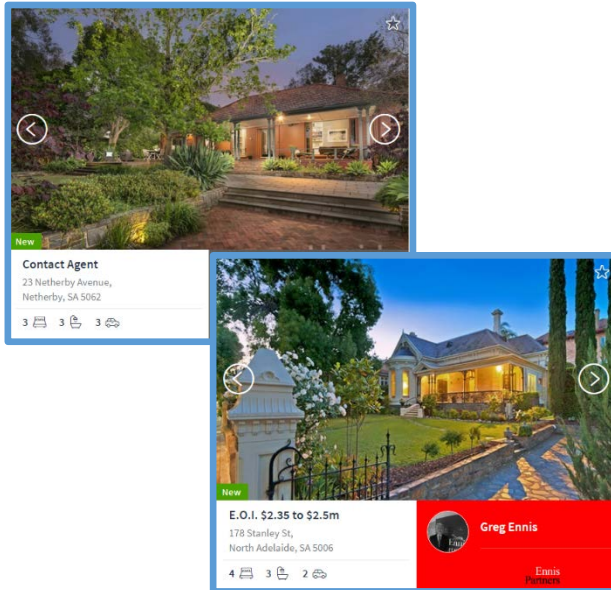 New
Contact Agent
23 Netherby Avenue,
Netherby, SA 5062
3 3 3
New
E.O.I. $2.35 to $2.5m
178 Stanley St,
North Adelaide, SA 5006
4 3 2
Greg Ennis
Ennis
Partners